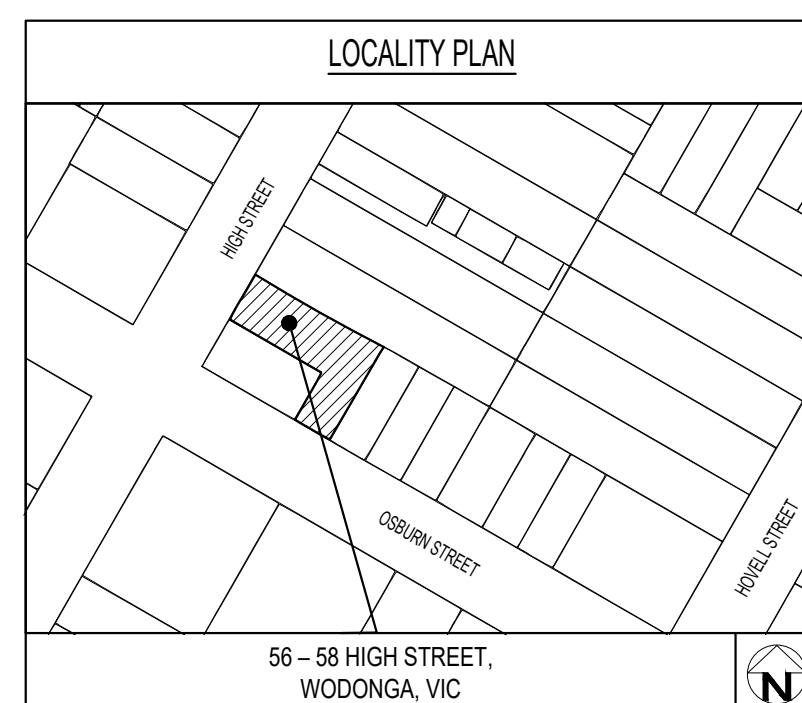 LOCALITY PLAN
HIGH STREET
OSBURN STREET
HOVELL STREET
56 – 58 HIGH STREET,
WODONGA, VIC
N